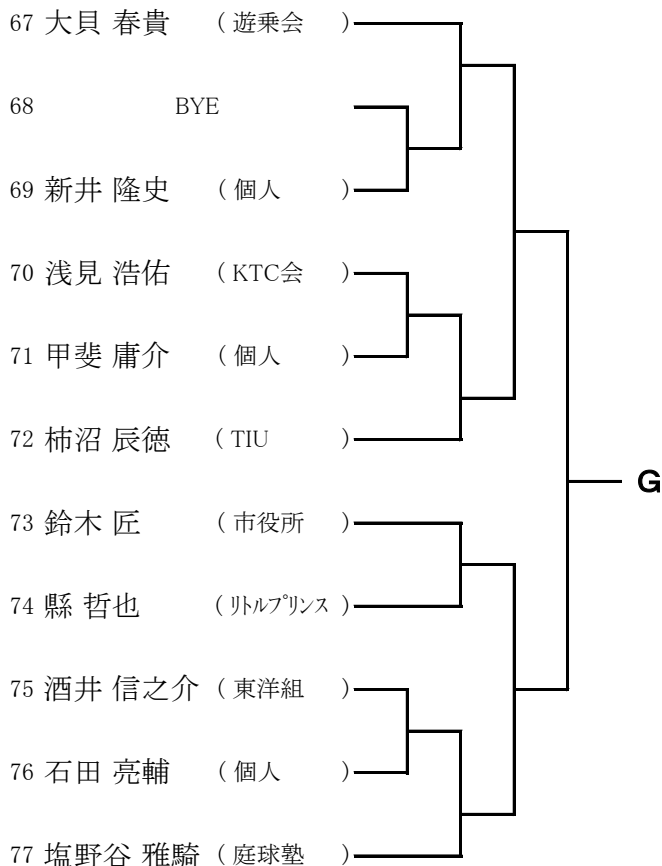 67 大貝 春貴 ( 遊乗会 )
68 BYE
69 新井 隆史 ( 個人 )
70 浅見 浩佑 ( KTC会 )
71 甲斐 庸介 ( 個人 )
72 柿沼 辰徳 ( TIU )
G
73 鈴木 匠 ( 市役所 )
74 縣 哲也 ( ﾘﾄﾙﾌﾟﾘﾝｽ )
75 酒井 信之介 ( 東洋組 )
76 石田 亮輔 ( 個人 )
77 塩野谷 雅騎 ( 庭球塾 )